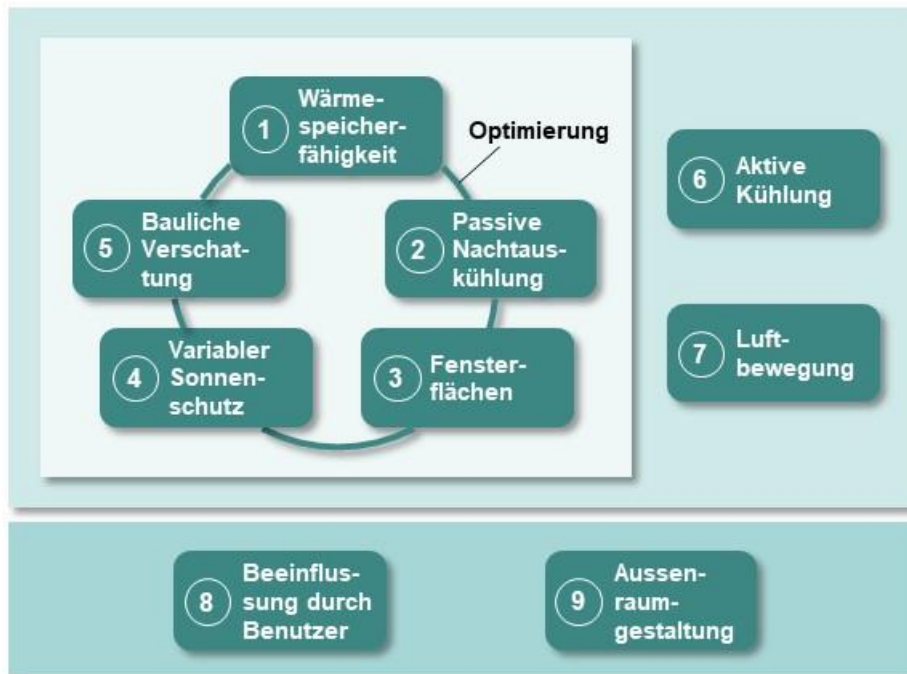 1
Wärme-
speicher-
fähigkeit
Optimierung
5
Bauliche
Verschat-
tung
2
Passive
Nachtaus-
kühlung
6
Aktive
Kühlung
4
Variabler
Sonnen-
schutz
3
Fenster-
flächen
7
Luft-
bewegung
8
Beeinflus-
sung durch
Benutzer
9
Aussen-
raum-
gestaltung